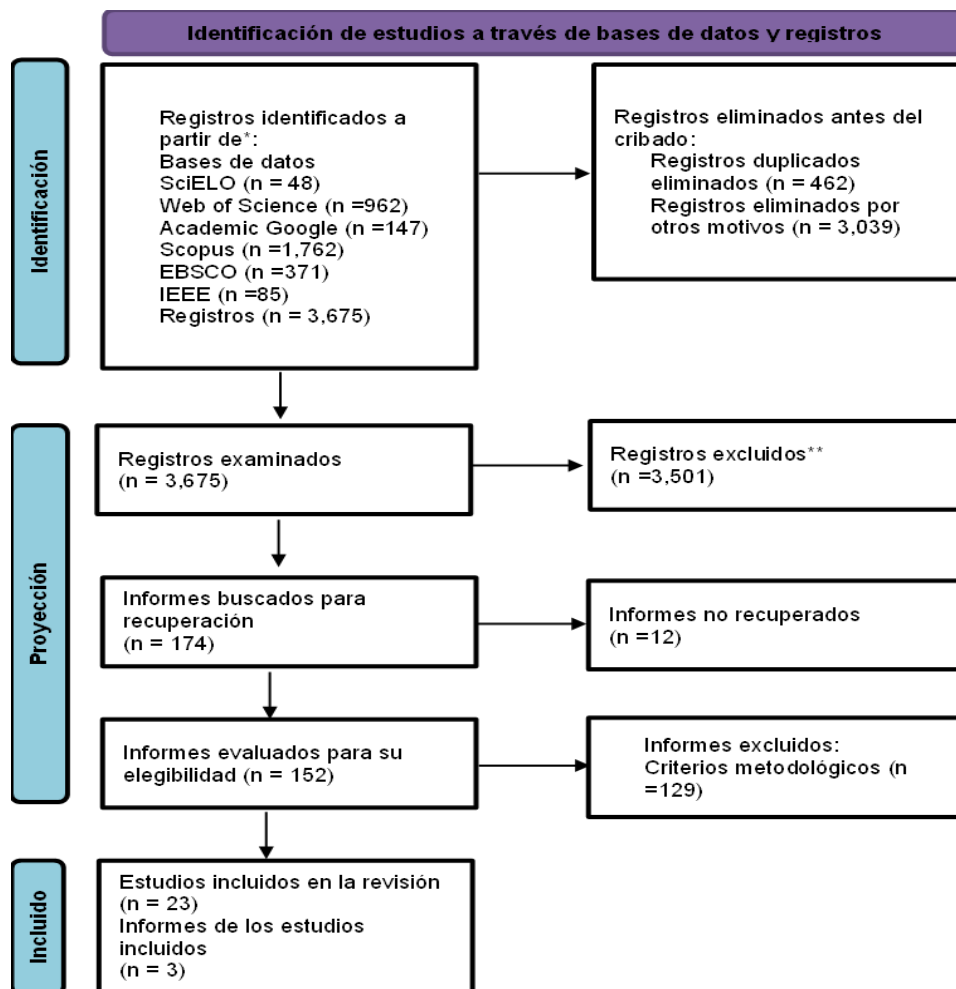 Identificación de estudios a través de bases de datos y registros
Identificación
Registros identificados a
partir de*:
Bases de datos
SciELO (n = 48)
Web of Science (n =962)
Academic Google (n =147)
Scopus (n =1,762)
EBSCO (n =371)
IEEE (n =85)
Registros (n = 3,675)
Registros eliminados antes del
cribado:
Registros duplicados
eliminados (n = 462)
Registros eliminados por
otros motivos (n = 3,039)
Proyección
Registros examinados
(n = 3,675)
Registros excluidos**
(n =3,501)
Informes buscados para
recuperación
(n = 174)
Informes no recuperados
(n =12)
Informes evaluados para su
elegibilidad (n = 152)
Informes excluidos:
Criterios metodológicos (n
=129)
Incluido
Estudios incluidos en la revisión
(n = 23)
Informes de los estudios
incluidos
(n = 3)